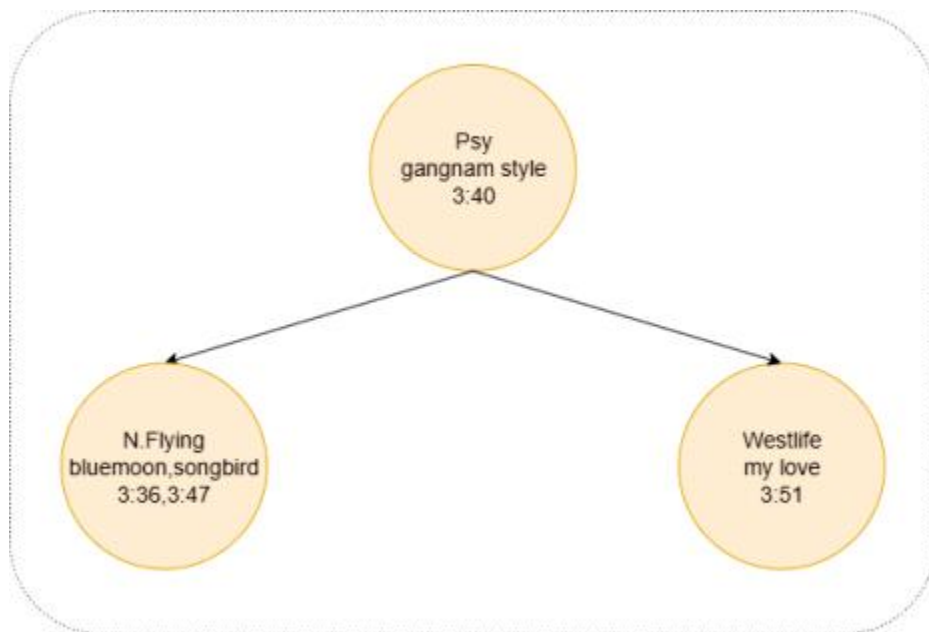 Psy
gangnam style
3:40
N.Flying
bluemoon,songbird
3:36,3:47
Westlife
my love
3:51